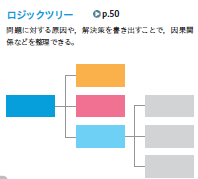 ロジックツリー ▶p.50
問題に対する原因や，解決策を書き出すことで，因果関
係などを整理できる。